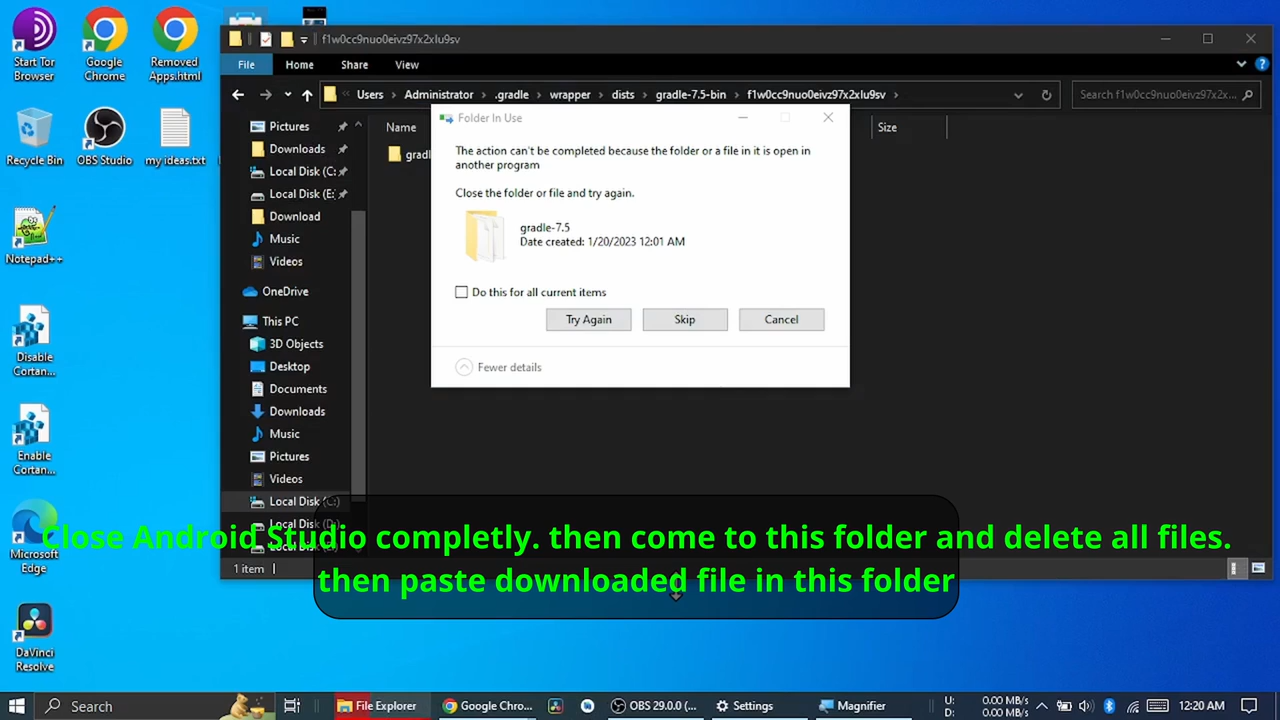 Start Tor Browser
Google Chrome
Removed Apps.html
f1w0cc9nuo0eivz97x2xlu9sv
File
Home
Share
View
Users
Administrator
.gradle
wrapper
dists
gradle-7.5-bin
f1w0cc9nuo0eivz97x2xlu9sv
Search f1w0cc9nuo0eivz97x2x...
Recycle Bin
OBS Studio
my ideas.txt
Pictures
Downloads
Local Disk (C:
Local Disk (E:
Download
Music
Videos
OneDrive
This PC
3D Objects
Desktop
Documents
Downloads
Music
Pictures
Videos
Local Disk (C:)
Name
Size
gradl
Folder In Use
The action can't be completed because the folder or a file in it is open in
another program
Close the folder or file and try again.
gradle-7.5
Date created: 1/20/2023 12:01 AM
Do this for all current items
Try Again
Skip
Cancel
Fewer details
Notepad++
Disable Cortan...
Enable Cortan...
Microsoft Edge
DaVinci Resolve
Close Android Studio completly. then come to this folder and delete all files.
then paste downloaded file in this folder
1 item
Search
File Explorer
Google Chro...
OBS 29.0.0 (...
Settings
Magnifier
U: 0.00 MB/s
D: 0.00 MB/s
12:20 AM